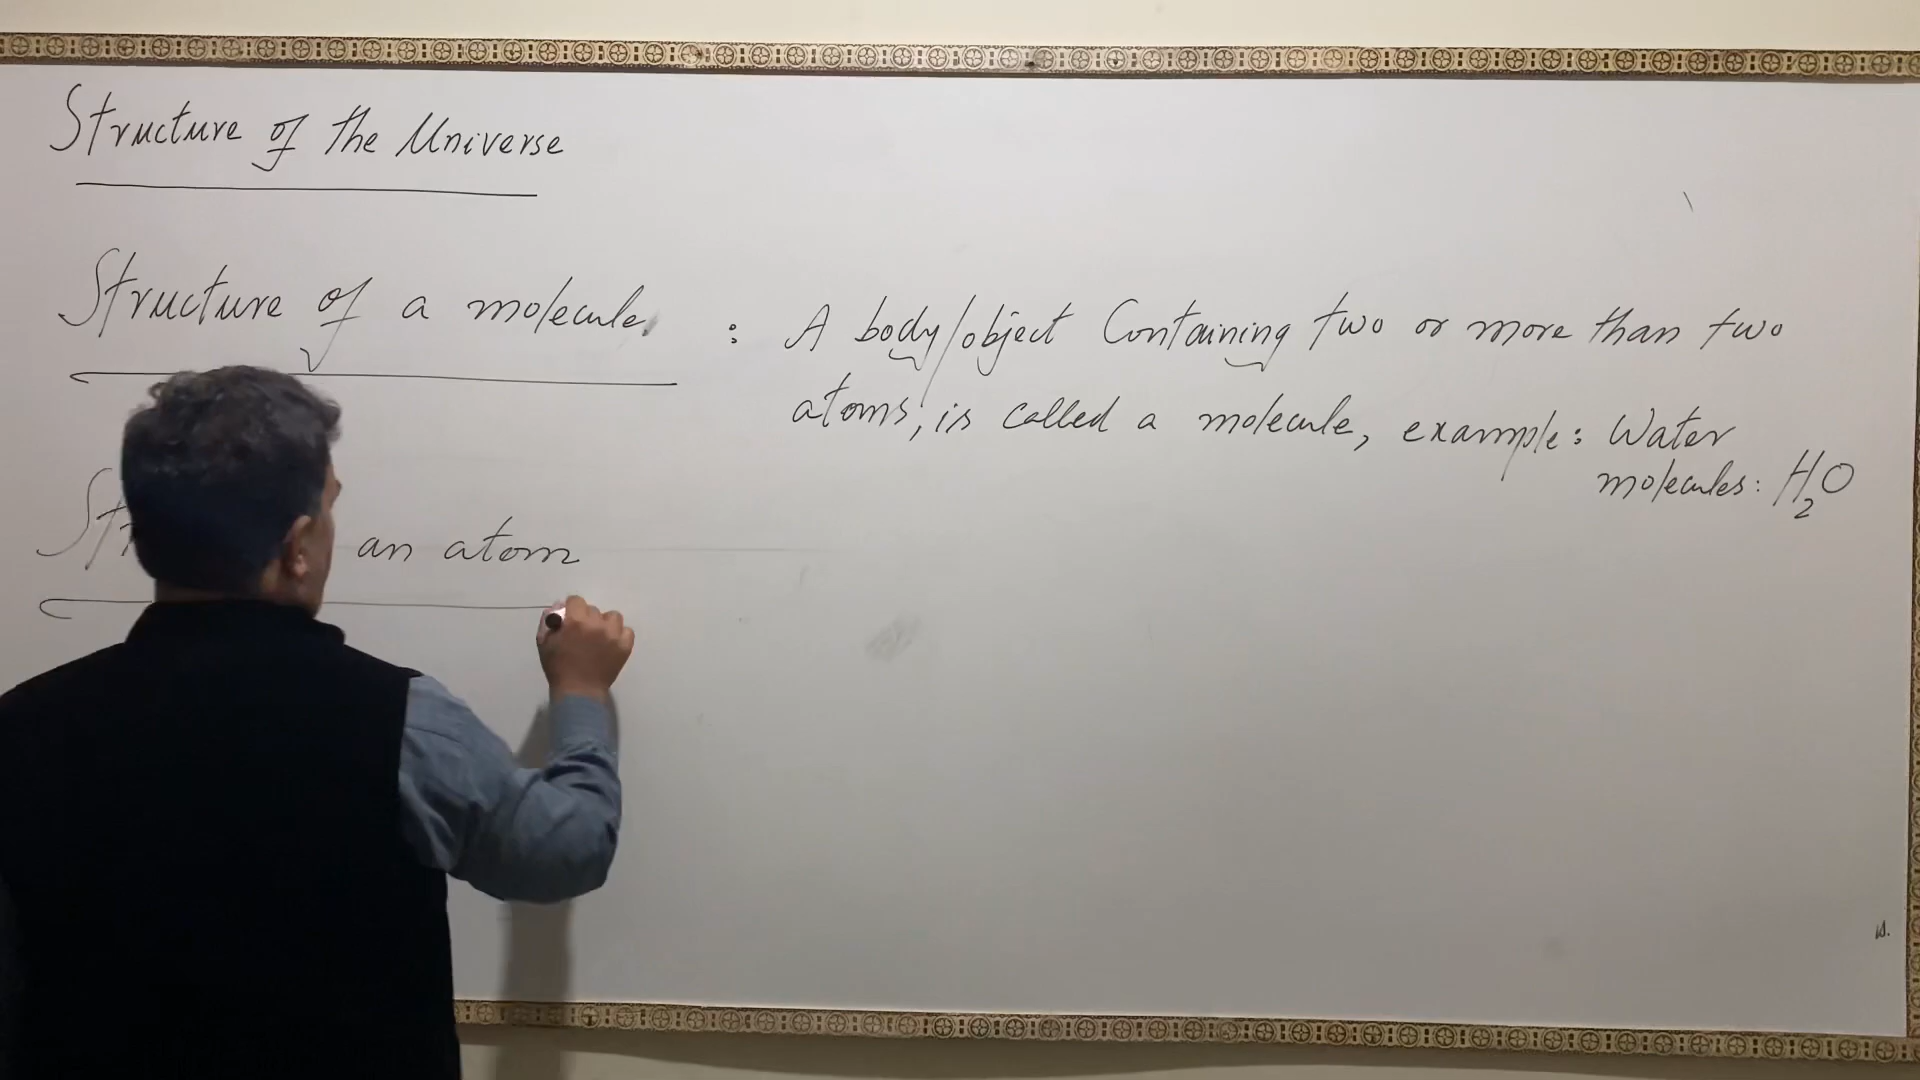 Structure of the Universe
Structure of a molecule : A body/object Containing two or more than two
atoms, is called a molecule, example: Water
molecules: H₂O
an atom